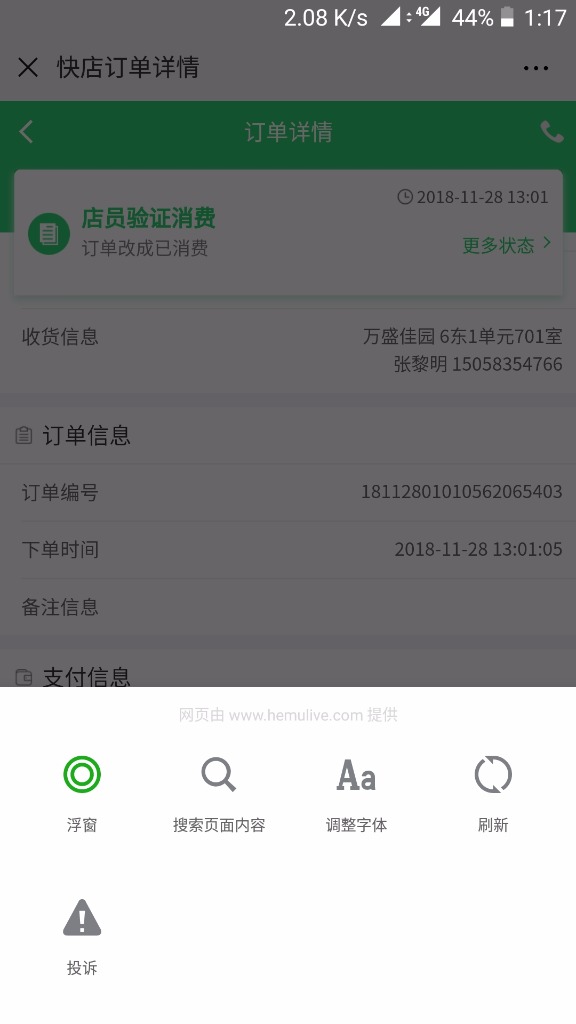 2.08 K/s 4G 44% 1:17
快店订单详情
订单详情
2018-11-28 13:01
店员验证消费
订单改成已消费
更多状态
收货信息 万盛佳园 6东1单元701室
张黎明 15058354766
订单信息
订单编号 18112801010562065403
下单时间 2018-11-28 13:01:05
备注信息
支付信息
网页由 www.hemulive.com 提供
浮窗 搜索页面内容 调整字体 刷新
投诉